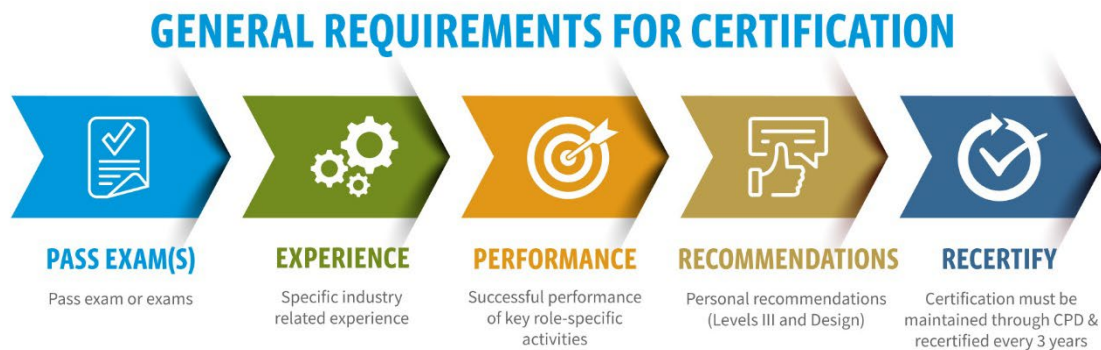 GENERAL REQUIREMENTS FOR CERTIFICATION
PASS EXAM(S)
Pass exam or exams
EXPERIENCE
Specific industry
related experience
PERFORMANCE
Successful performance
of key role-specific
activities
RECOMMENDATIONS
Personal recommendations
(Levels III and Design)
RECERTIFY
Certification must be
maintained through CPD &
recertified every 3 years